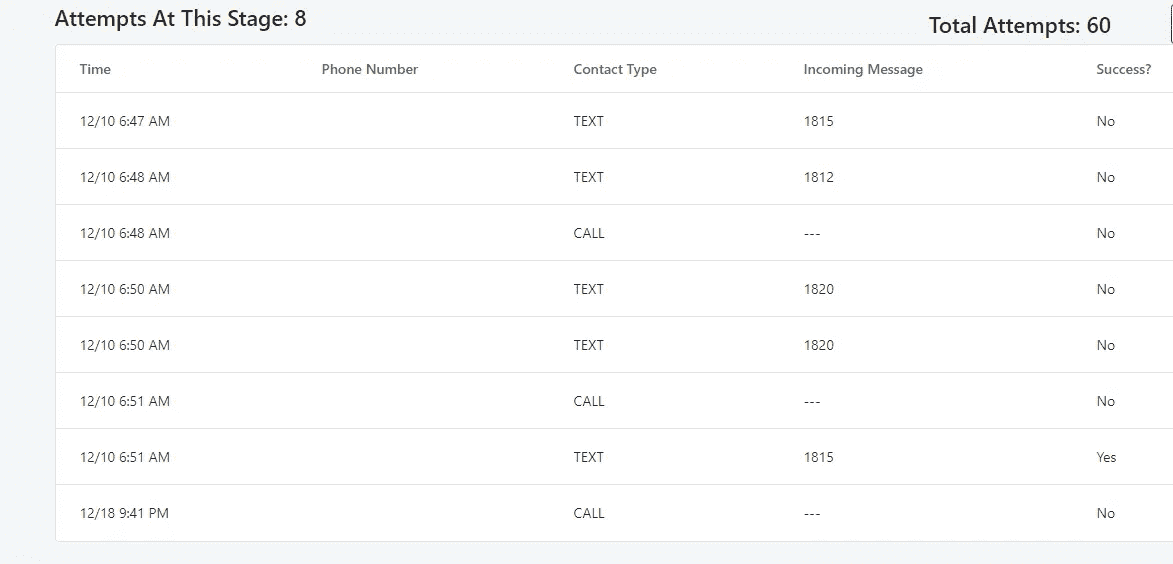 Attempts At This Stage: 8
Total Attempts: 60
Time Phone Number Contact Type Incoming Message Success?
12/10 6:47 AM TEXT 1815 No
12/10 6:48 AM TEXT 1812 No
12/10 6:48 AM CALL --- No
12/10 6:50 AM TEXT 1820 No
12/10 6:50 AM TEXT 1820 No
12/10 6:51 AM CALL --- No
12/10 6:51 AM TEXT 1815 Yes
12/18 9:41 PM CALL --- No